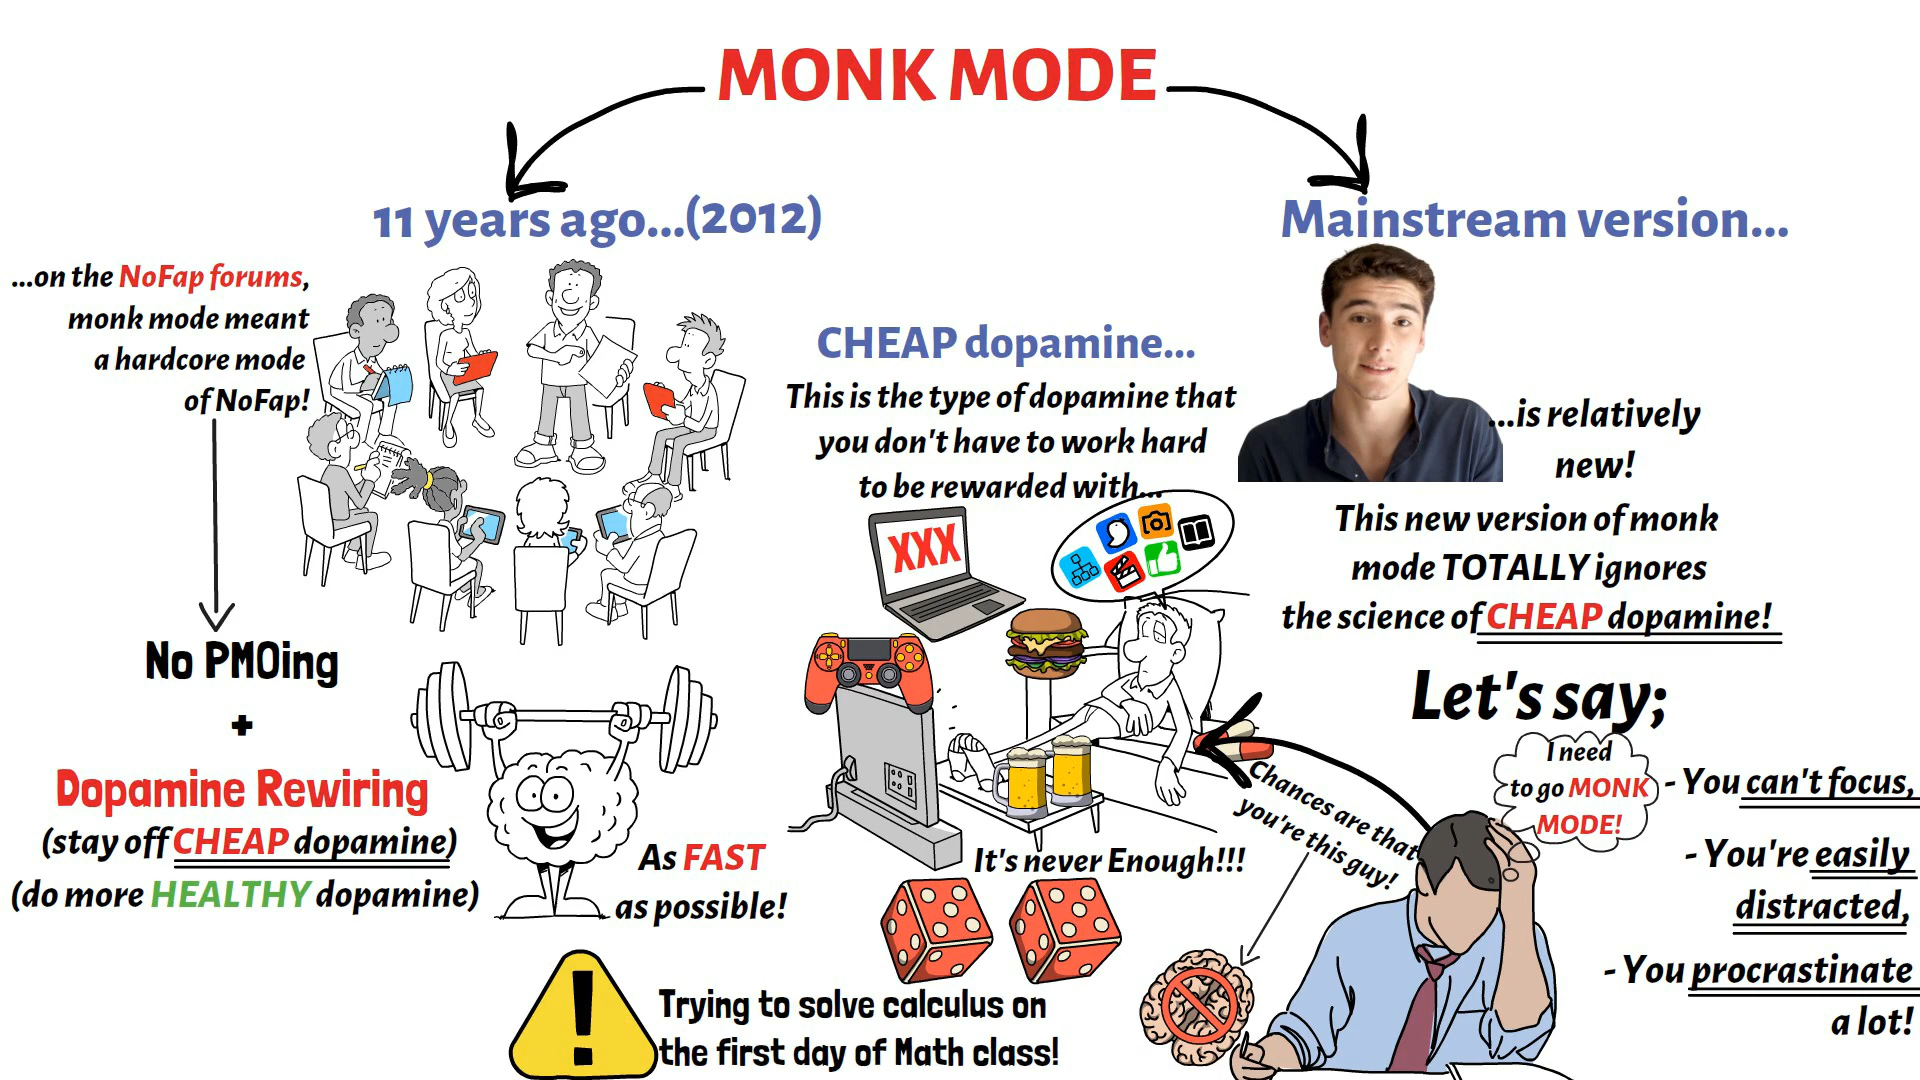 MONK MODE
11 years ago...(2012)
...on the NoFap forums,
monk mode meant
a hardcore mode
of NoFap!
No PMOing
+
Dopamine Rewiring
(stay off CHEAP dopamine)
(do more HEALTHY dopamine)
As FAST
as possible!
CHEAP dopamine...
This is the type of dopamine that
you don't have to work hard
to be rewarded with...
XXX
It's never Enough!!!
!
Trying to solve calculus on
the first day of Math class!
Mainstream version...
...is relatively
new!
This new version of monk
mode TOTALLY ignores
the science of CHEAP dopamine!
Let's say;
I need
to go MONK
MODE!
- You can't focus,
- You're easily
distracted,
- You procrastinate
a lot!
Chances are that
you're this guy!